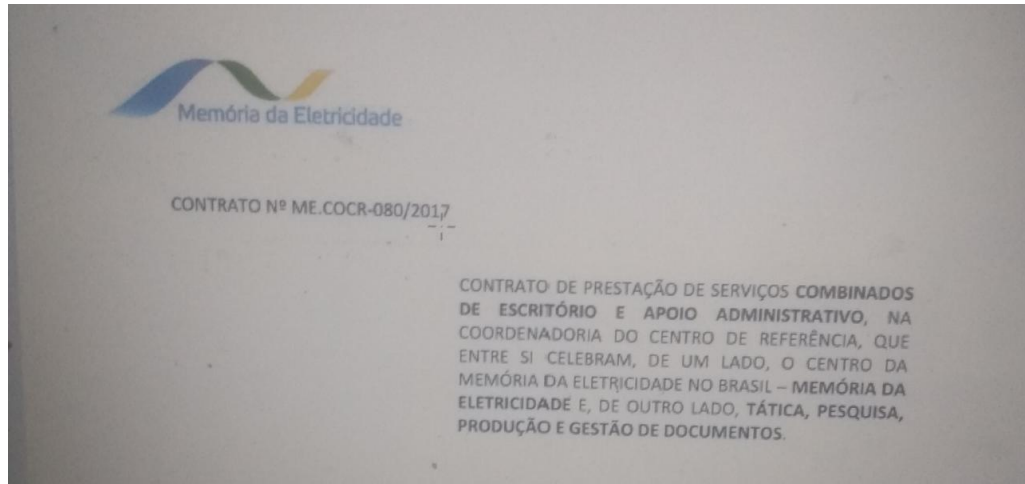 Memória da Eletricidade
CONTRATO Nº ME.COCR-080/2017
CONTRATO DE PRESTAÇÃO DE SERVIÇOS COMBINADOS
DE ESCRITÓRIO E APOIO ADMINISTRATIVO, NA
COORDENADORIA DO CENTRO DE REFERÊNCIA, QUE
ENTRE SI CELEBRAM, DE UM LADO, O CENTRO DA
MEMÓRIA DA ELETRICIDADE NO BRASIL – MEMÓRIA DA
ELETRICIDADE E, DE OUTRO LADO, TÁTICA, PESQUISA,
PRODUÇÃO E GESTÃO DE DOCUMENTOS.